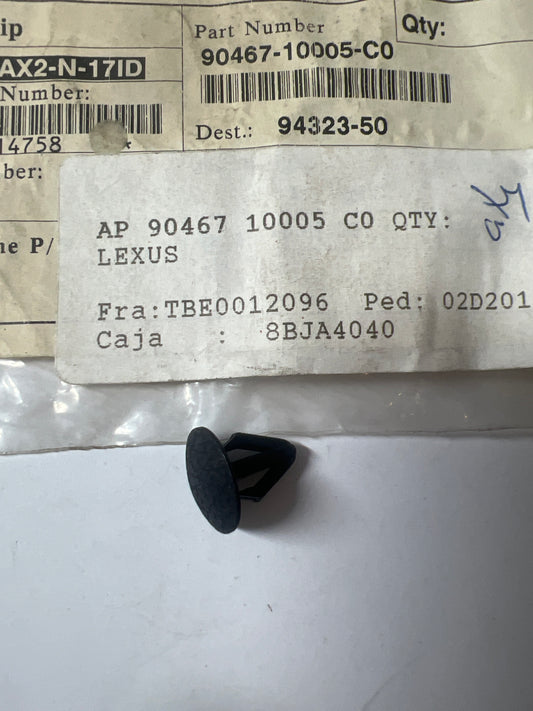 ip
Part Number
Qty:
90467-10005-C0
AX2-N-17ID
Number:
14758 *
Dest.: 94323-50
ber:
ne P/
AP 90467 10005 C0 QTY:
LEXUS
Fra:TBE0012096 Ped: 02D201
Caja : 8BJA4040